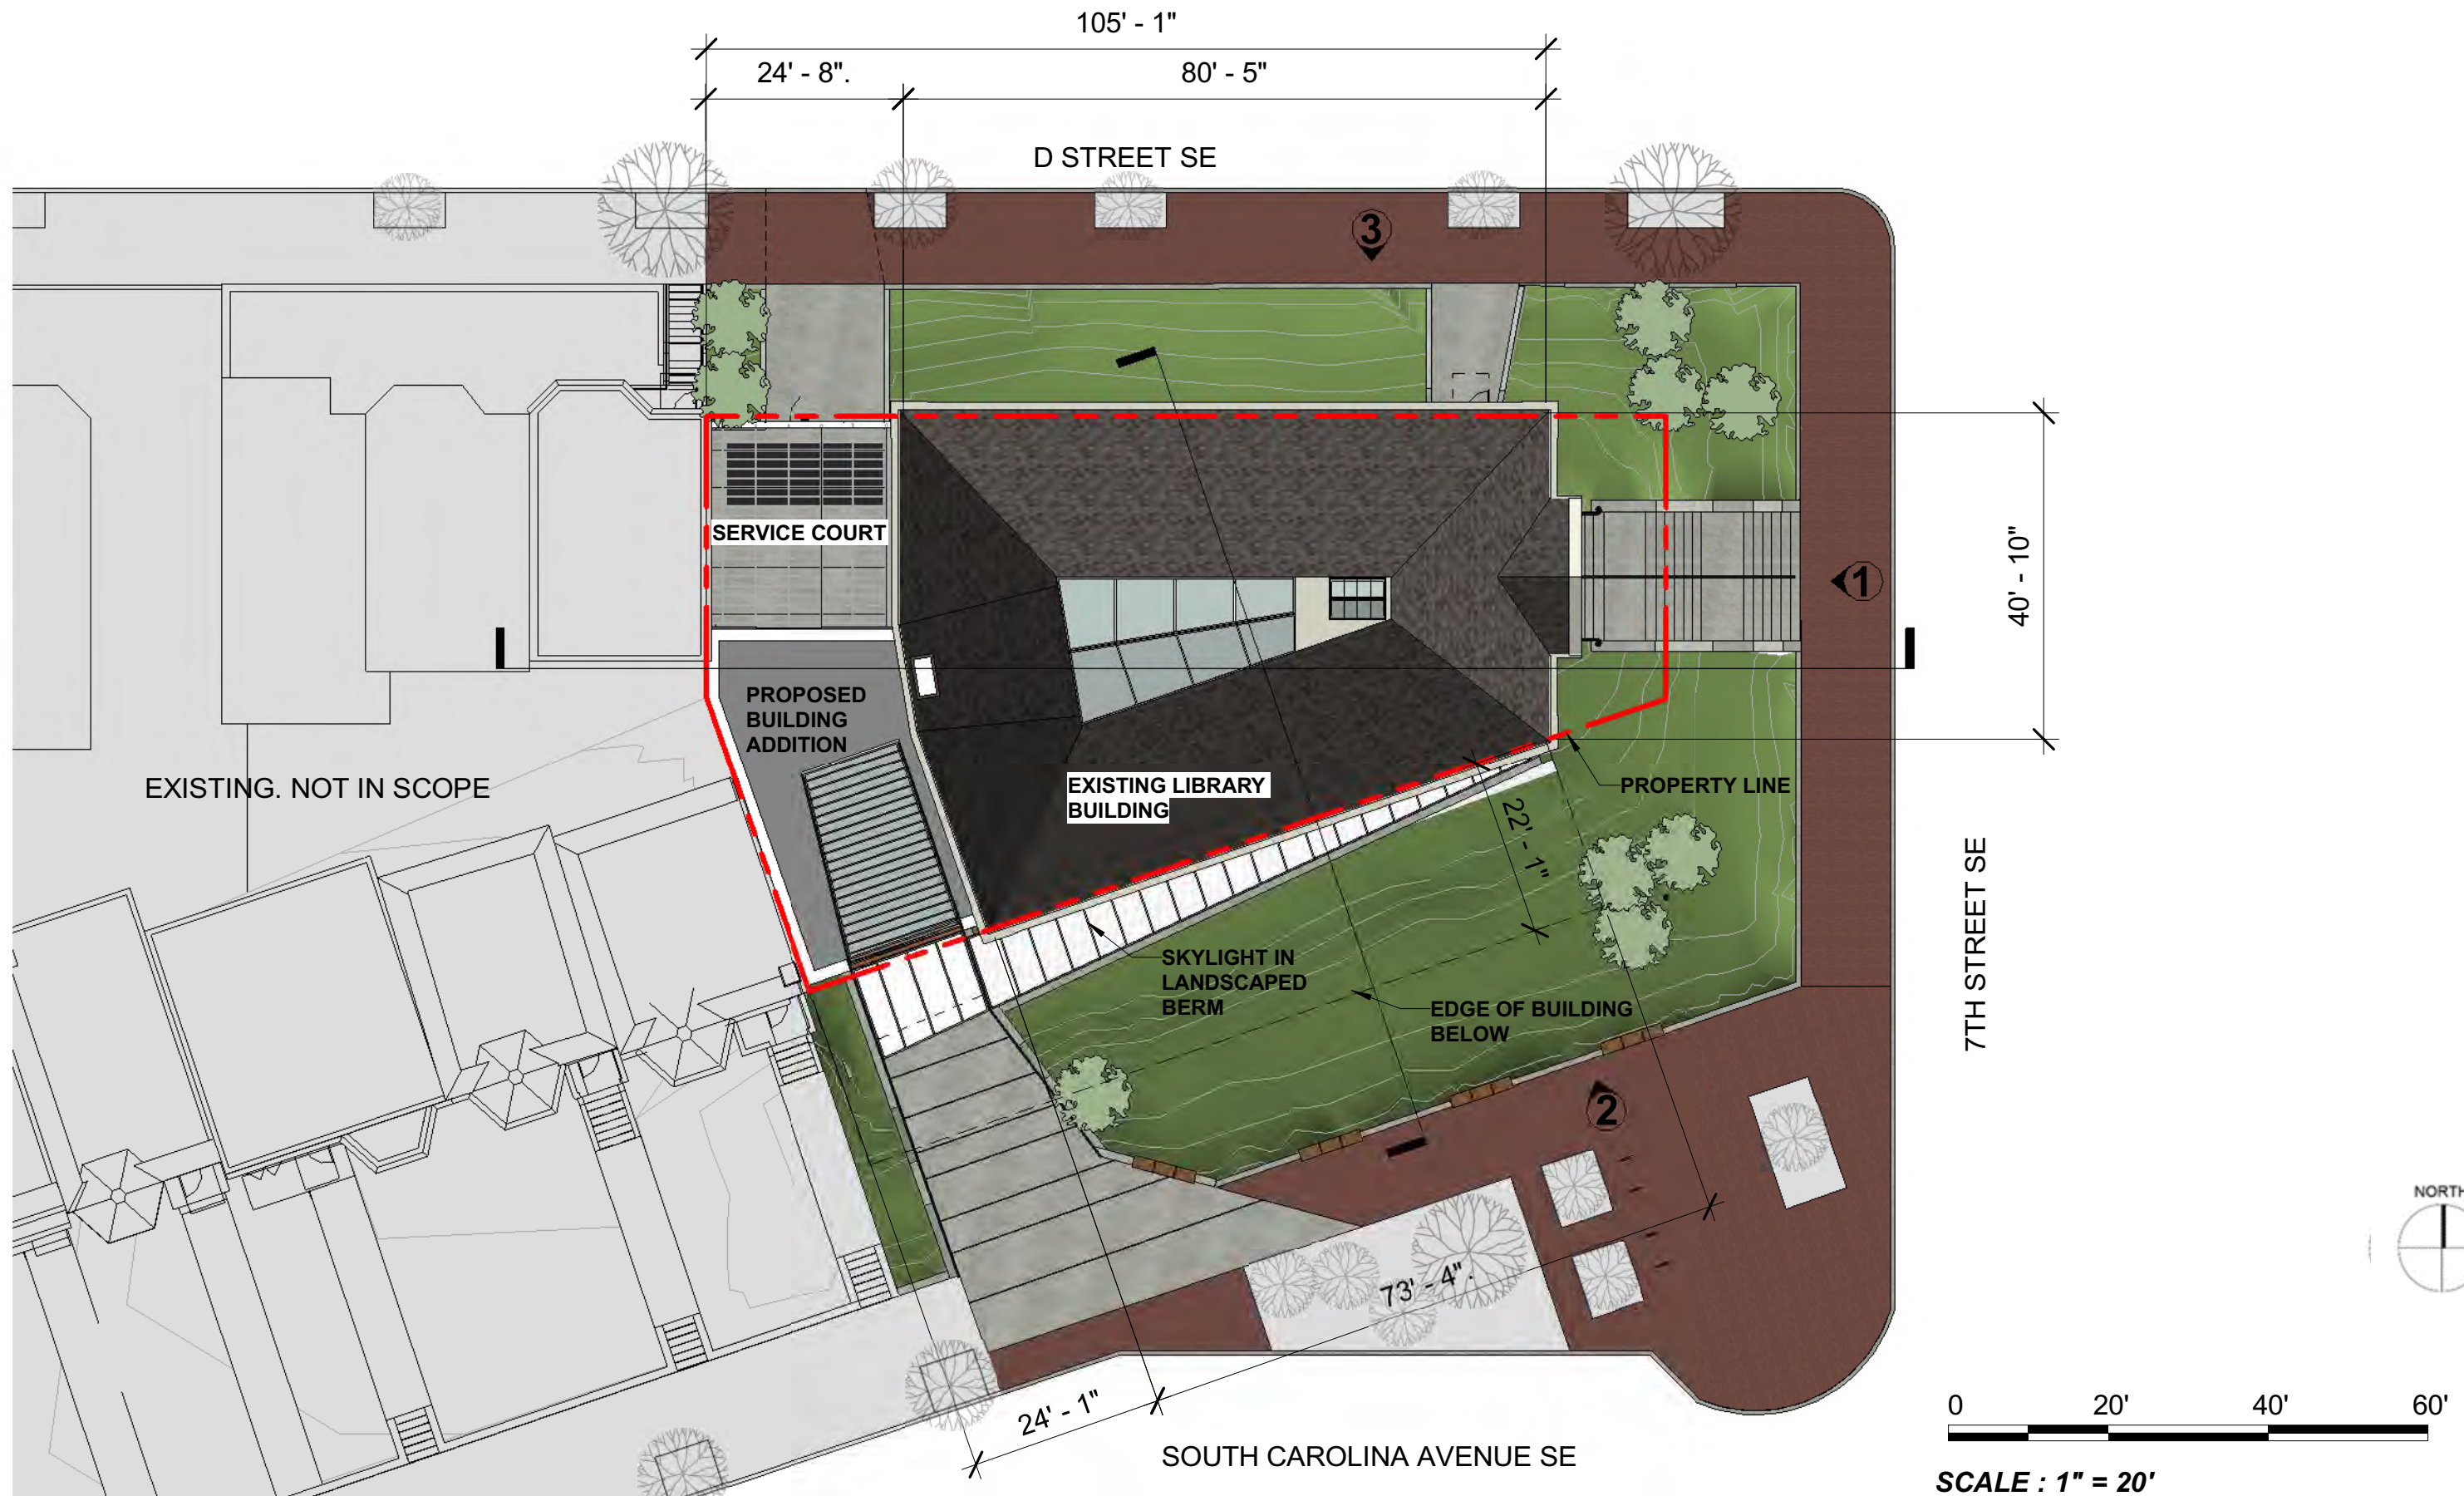 105' - 1"
24' - 8".
80' - 5"
D STREET SE
3
SERVICE COURT
1
40' - 10"
PROPOSED
BUILDING
ADDITION
EXISTING. NOT IN SCOPE
EXISTING LIBRARY
BUILDING
PROPERTY LINE
22' - 1"
7TH STREET SE
SKYLIGHT IN
LANDSCAPED
BERM
EDGE OF BUILDING
BELOW
2
NORTH
73' - 4".
24' - 1"
SOUTH CAROLINA AVENUE SE
0 20' 40' 60'
SCALE : 1" = 20'